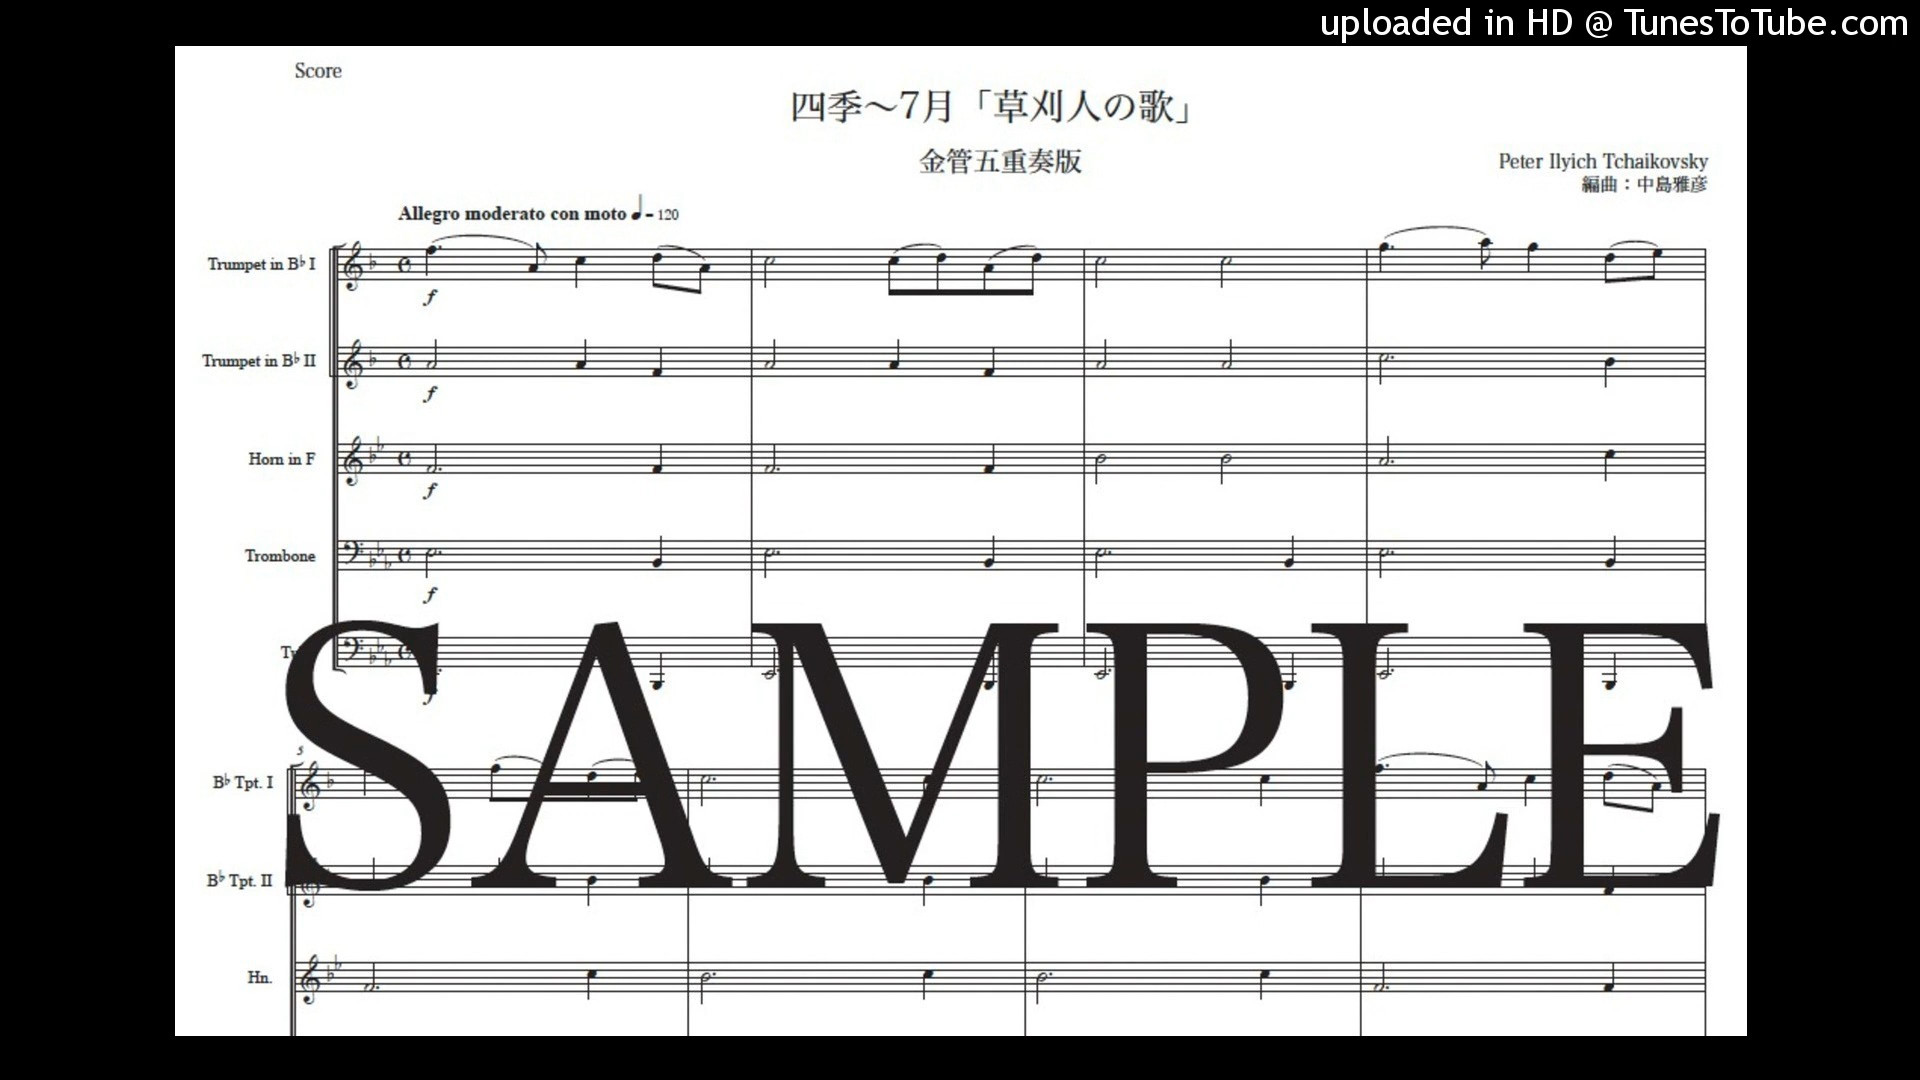 uploaded in HD @ TunesToTube.com
Score
四季～7月「草刈人の歌」
金管五重奏版
Peter Ilyich Tchaikovsky
編曲：中島雅彦
Allegro moderato con moto ♩=120
Trumpet in B♭ I
f
Trumpet in B♭ II
f
Horn in F
f
Trombone
f
f
SAMPLE
5
B♭ Tpt. I
B♭ Tpt. II
Hn.